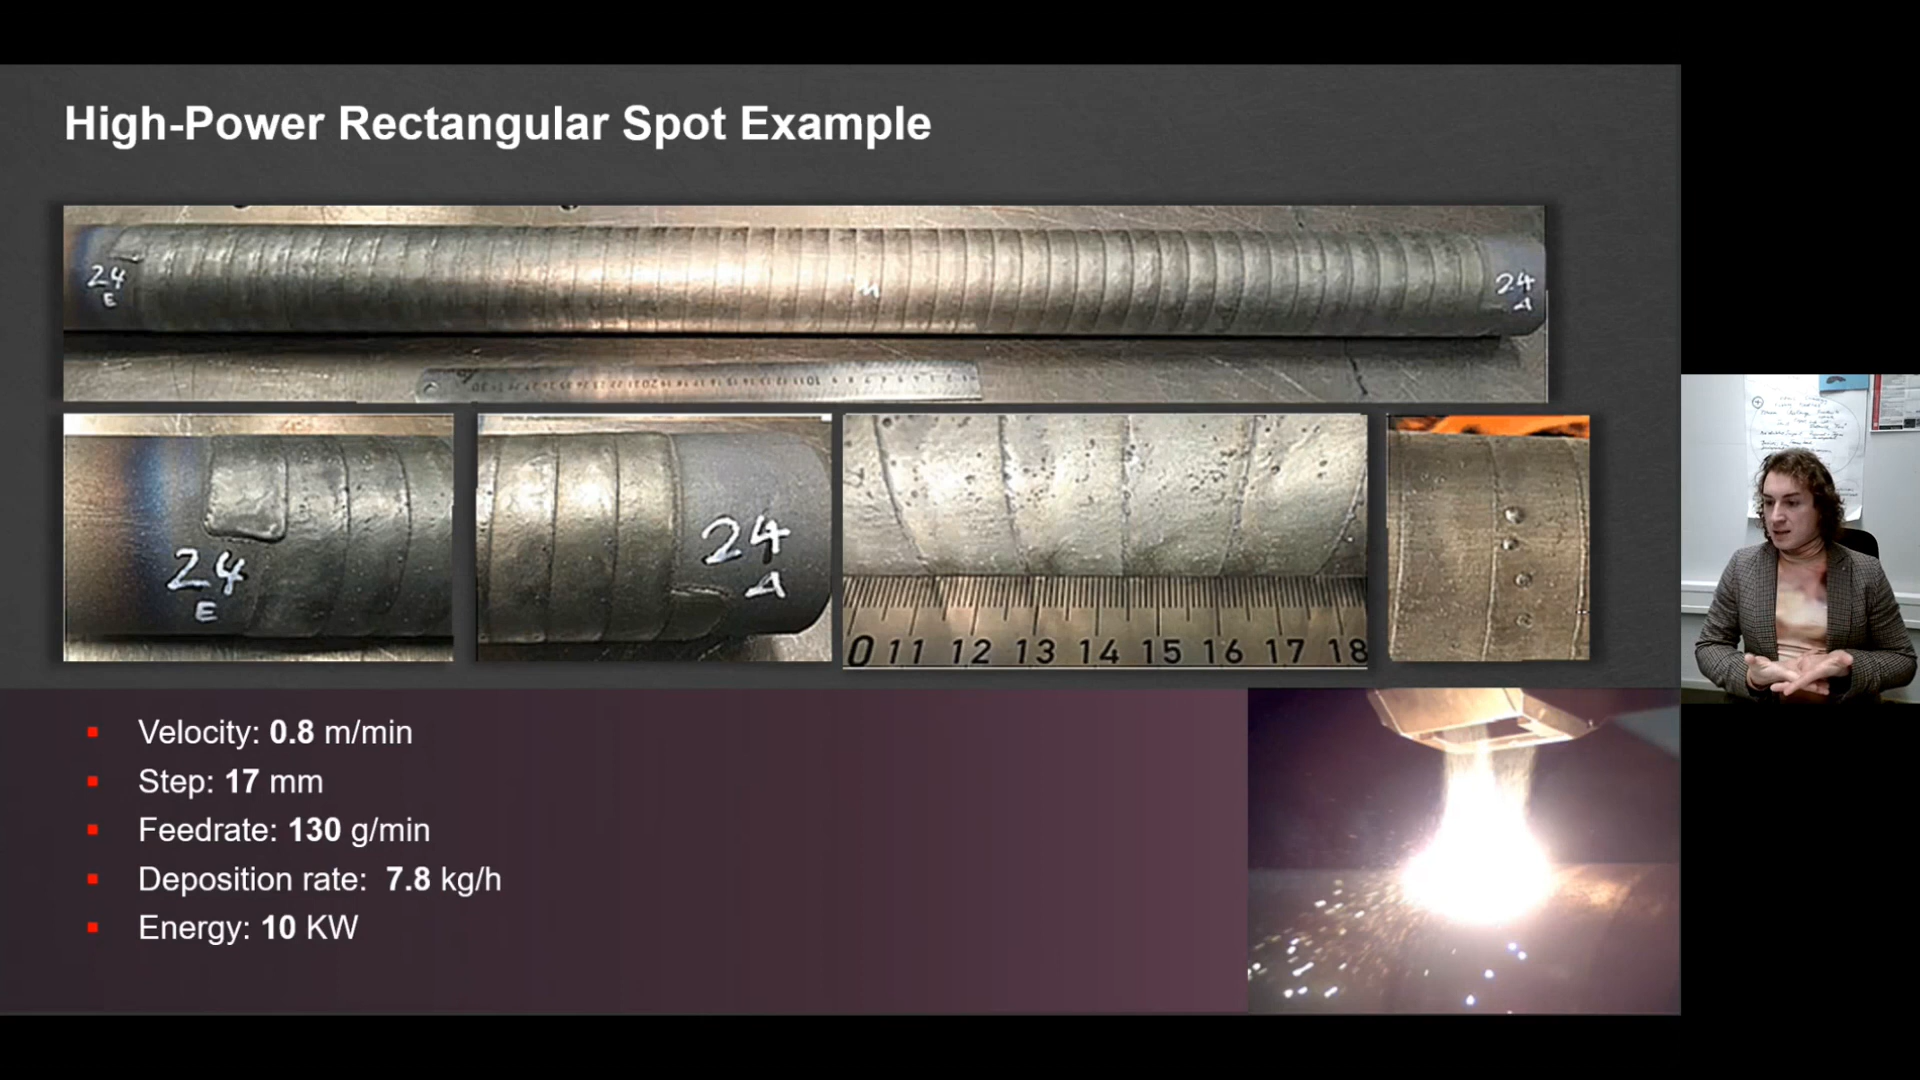 High-Power Rectangular Spot Example
24
E
M
24
A
24
E
24
A
0 11 12 13 14 15 16 17 18
Velocity: 0.8 m/min
Step: 17 mm
Feedrate: 130 g/min
Deposition rate: 7.8 kg/h
Energy: 10 KW